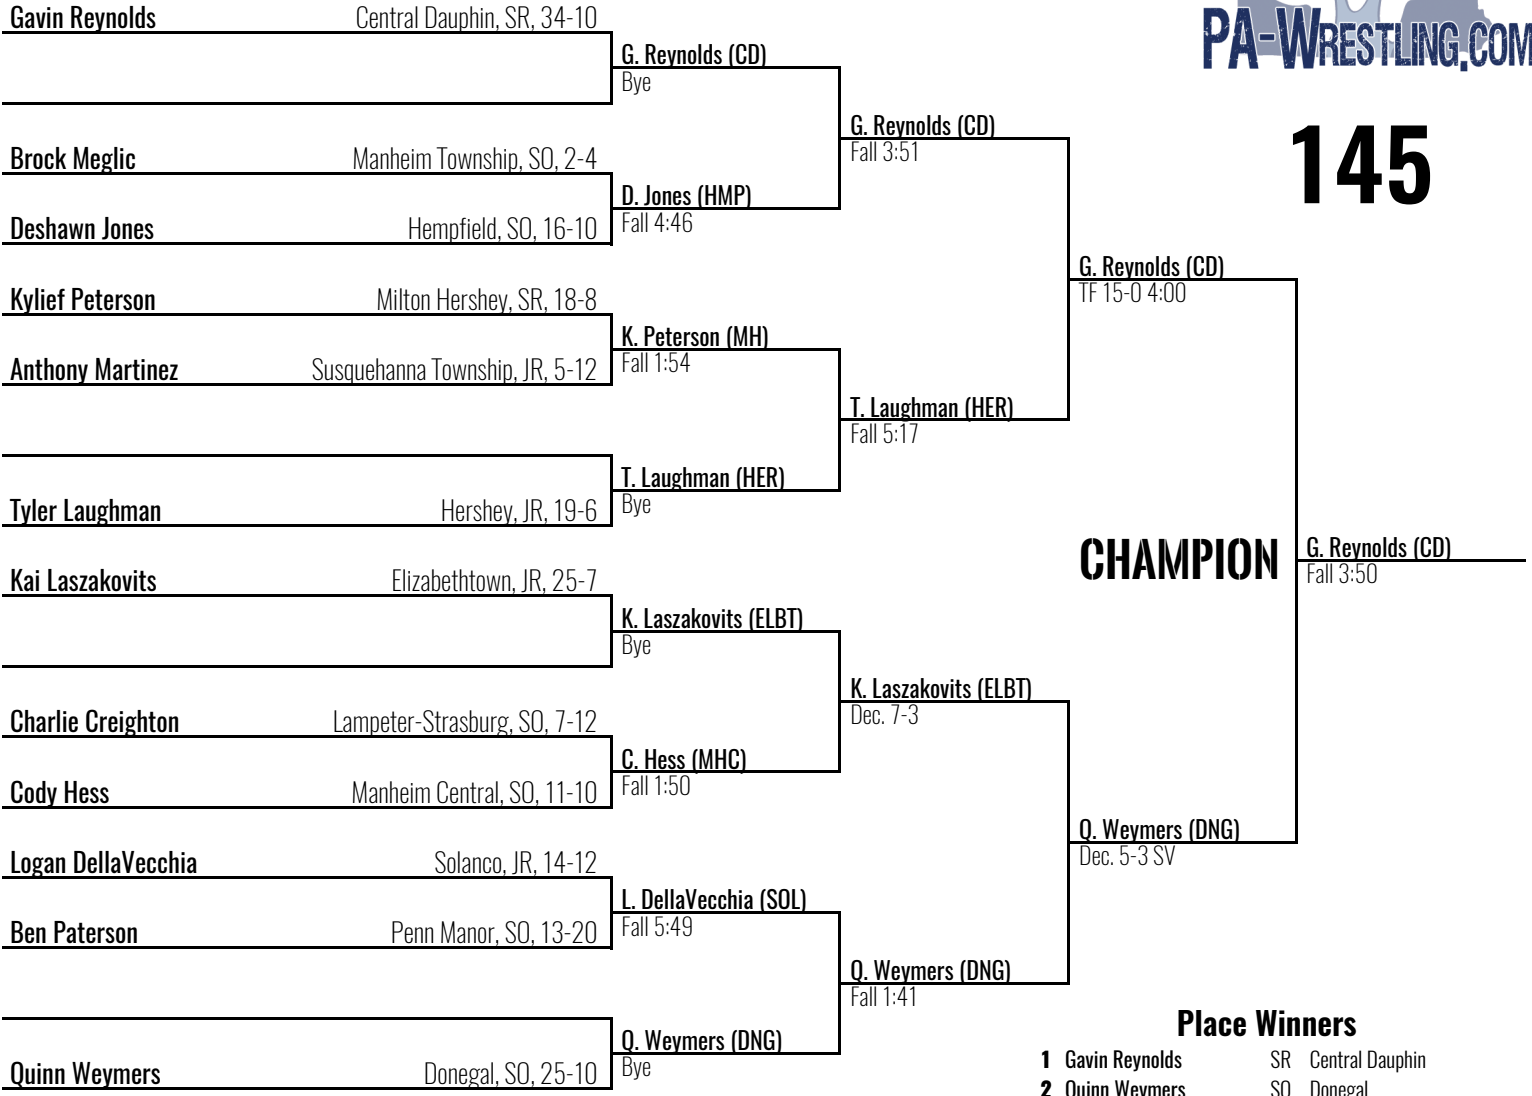 PA-WRESTLING.COM
145
Gavin Reynolds Central Dauphin, SR, 34-10
G. Reynolds (CD)
Bye
G. Reynolds (CD)
Fall 3:51
Brock Meglic Manheim Township, SO, 2-4
D. Jones (HMP)
Fall 4:46
Deshawn Jones Hempfield, SO, 16-10
G. Reynolds (CD)
TF 15-0 4:00
Kylief Peterson Milton Hershey, SR, 18-8
K. Peterson (MH)
Fall 1:54
Anthony Martinez Susquehanna Township, JR, 5-12
T. Laughman (HER)
Fall 5:17
T. Laughman (HER)
Bye
Tyler Laughman Hershey, JR, 19-6
CHAMPION
G. Reynolds (CD)
Fall 3:50
Kai Laszakovits Elizabethtown, JR, 25-7
K. Laszakovits (ELBT)
Bye
K. Laszakovits (ELBT)
Dec. 7-3
Charlie Creighton Lampeter-Strasburg, SO, 7-12
C. Hess (MHC)
Fall 1:50
Cody Hess Manheim Central, SO, 11-10
Q. Weymers (DNG)
Dec. 5-3 SV
Logan DellaVecchia Solanco, JR, 14-12
L. DellaVecchia (SOL)
Fall 5:49
Ben Paterson Penn Manor, SO, 13-20
Q. Weymers (DNG)
Fall 1:41
Q. Weymers (DNG)
Bye
Quinn Weymers Donegal, SO, 25-10
Place Winners
1 Gavin Reynolds SR Central Dauphin
2 Quinn Weymers SO Donegal